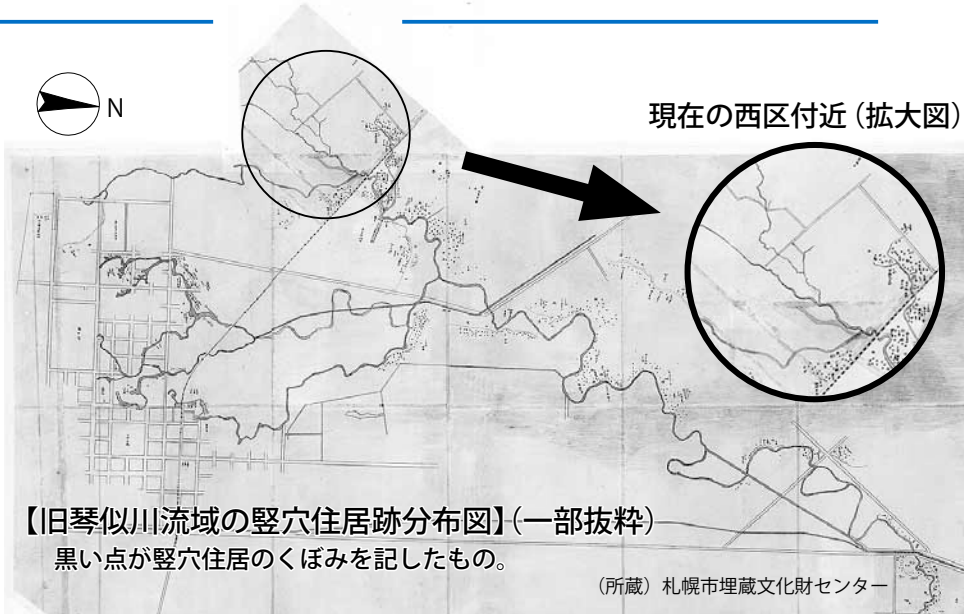 N
現在の西区付近（拡大図）
【旧琴似川流域の竪穴住居跡分布図】（一部抜粋）
黒い点が竪穴住居のくぼみを記したもの。
（所蔵）札幌市埋蔵文化財センター